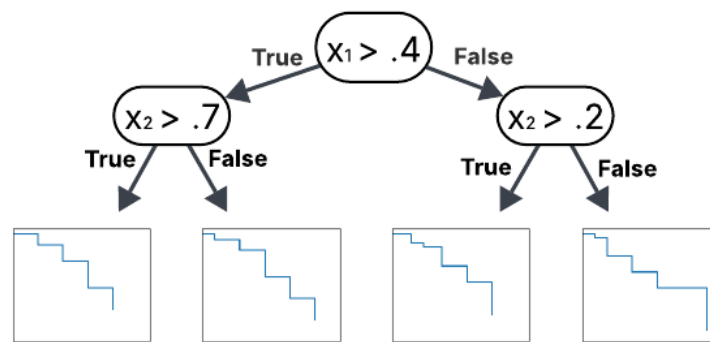 x₁ > .4
True False
x₂ > .7 x₂ > .2
True False True False